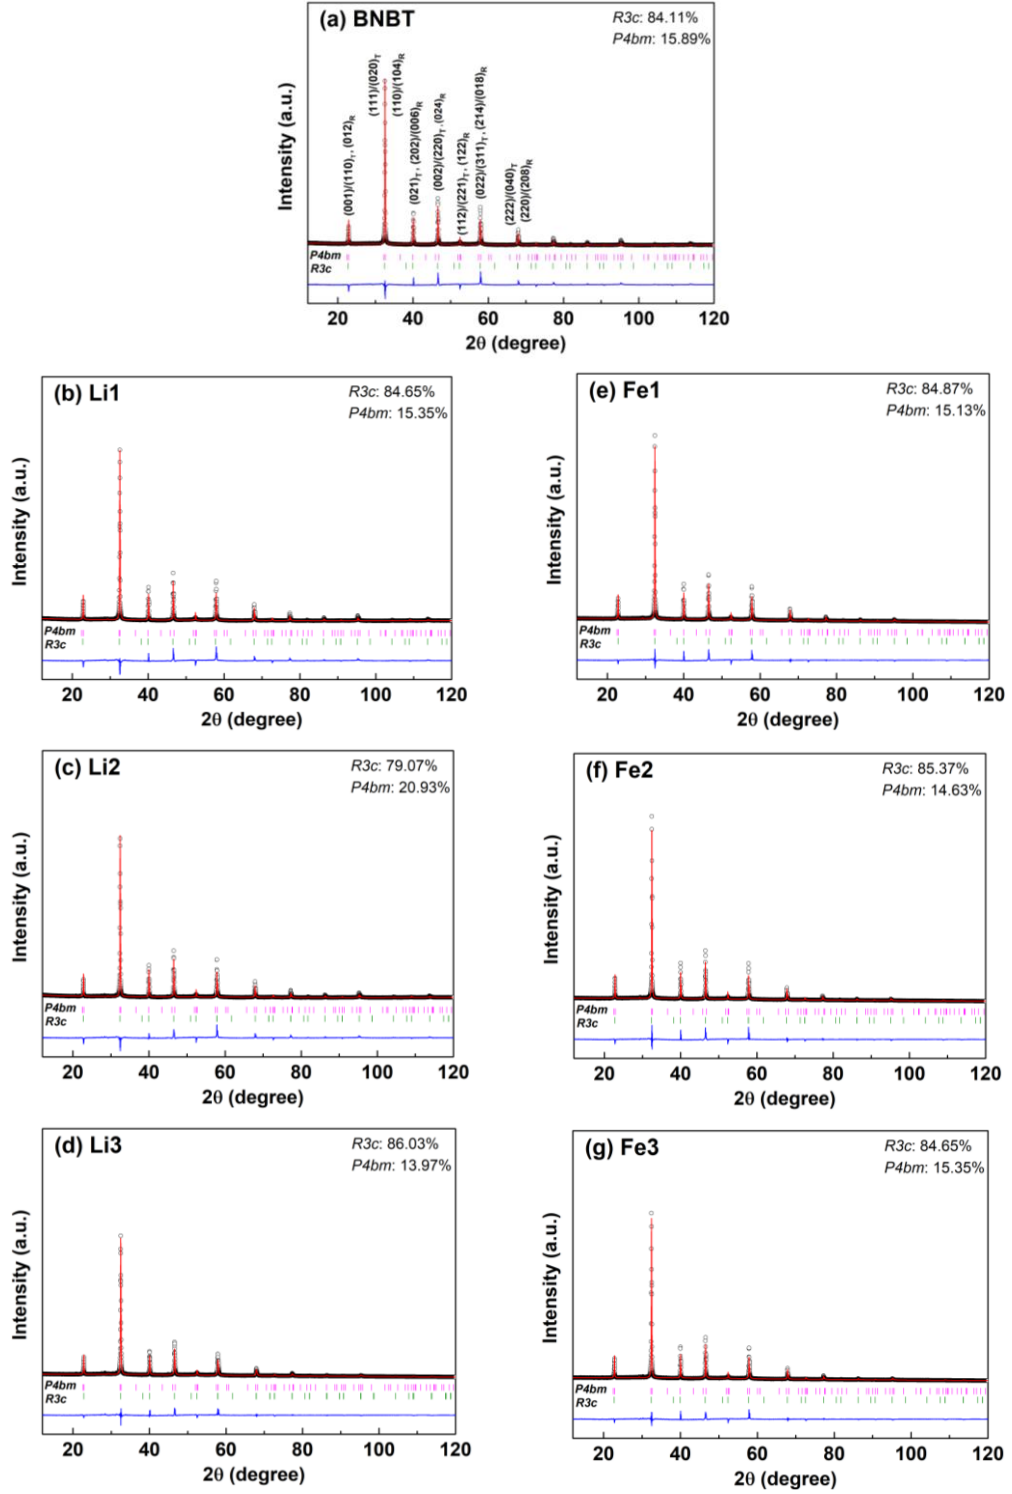 (a) BNBT
R3c: 84.11%
P4bm: 15.89%
Intensity (a.u.)
(001)/(110)T, (012)R
(111)/(020)T
(110)/(104)R
(021)T, (202)/(006)R
(002)/(220)T, (024)R
(112)/(221)T, (122)R
(022)/(311)T, (214)/(018)R
(222)/(040)T
(220)/(208)R
P4bm
R3c
20 40 60 80 100 120
2θ (degree)
(b) Li1
R3c: 84.65%
P4bm: 15.35%
Intensity (a.u.)
P4bm
R3c
20 40 60 80 100 120
2θ (degree)
(e) Fe1
R3c: 84.87%
P4bm: 15.13%
Intensity (a.u.)
P4bm
R3c
20 40 60 80 100 120
2θ (degree)
(c) Li2
R3c: 79.07%
P4bm: 20.93%
Intensity (a.u.)
P4bm
R3c
20 40 60 80 100 120
2θ (degree)
(f) Fe2
R3c: 85.37%
P4bm: 14.63%
Intensity (a.u.)
P4bm
R3c
20 40 60 80 100 120
2θ (degree)
(d) Li3
R3c: 86.03%
P4bm: 13.97%
Intensity (a.u.)
P4bm
R3c
20 40 60 80 100 120
2θ (degree)
(g) Fe3
R3c: 84.65%
P4bm: 15.35%
Intensity (a.u.)
P4bm
R3c
20 40 60 80 100 120
2θ (degree)